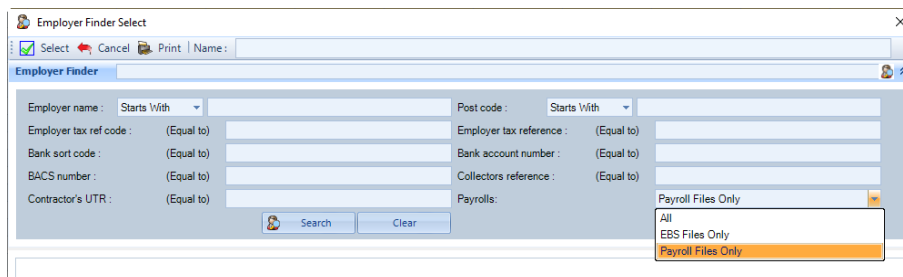 Employer Finder Select
Select Cancel Print Name :
Employer Finder
Employer name : Starts With Post code : Starts With
Employer tax ref code : (Equal to) Employer tax reference : (Equal to)
Bank sort code : (Equal to) Bank account number : (Equal to)
BACS number : (Equal to) Collectors reference : (Equal to)
Contractor's UTR : (Equal to) Payrolls: Payroll Files Only
Search Clear
All
EBS Files Only
Payroll Files Only